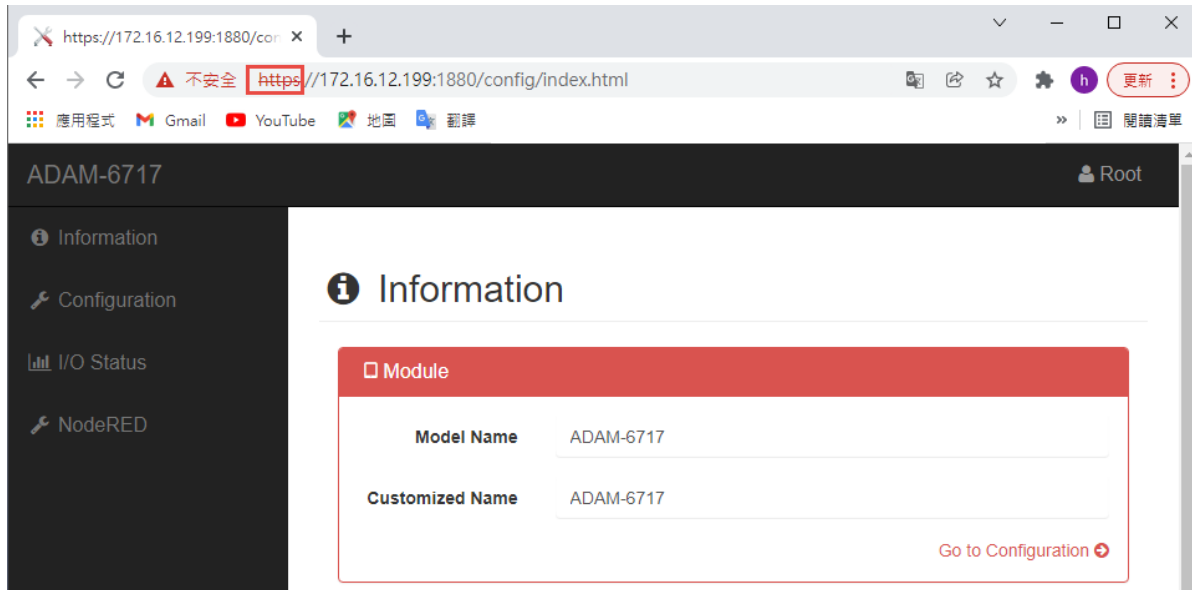 https://172.16.12.199:1880/con
不安全 https://172.16.12.199:1880/config/index.html h 更新
應用程式 Gmail YouTube 地圖 翻譯 » 閱讀清單
ADAM-6717 Root
Information
Configuration
I/O Status
NodeRED
Information
Module
Model Name ADAM-6717
Customized Name ADAM-6717
Go to Configuration